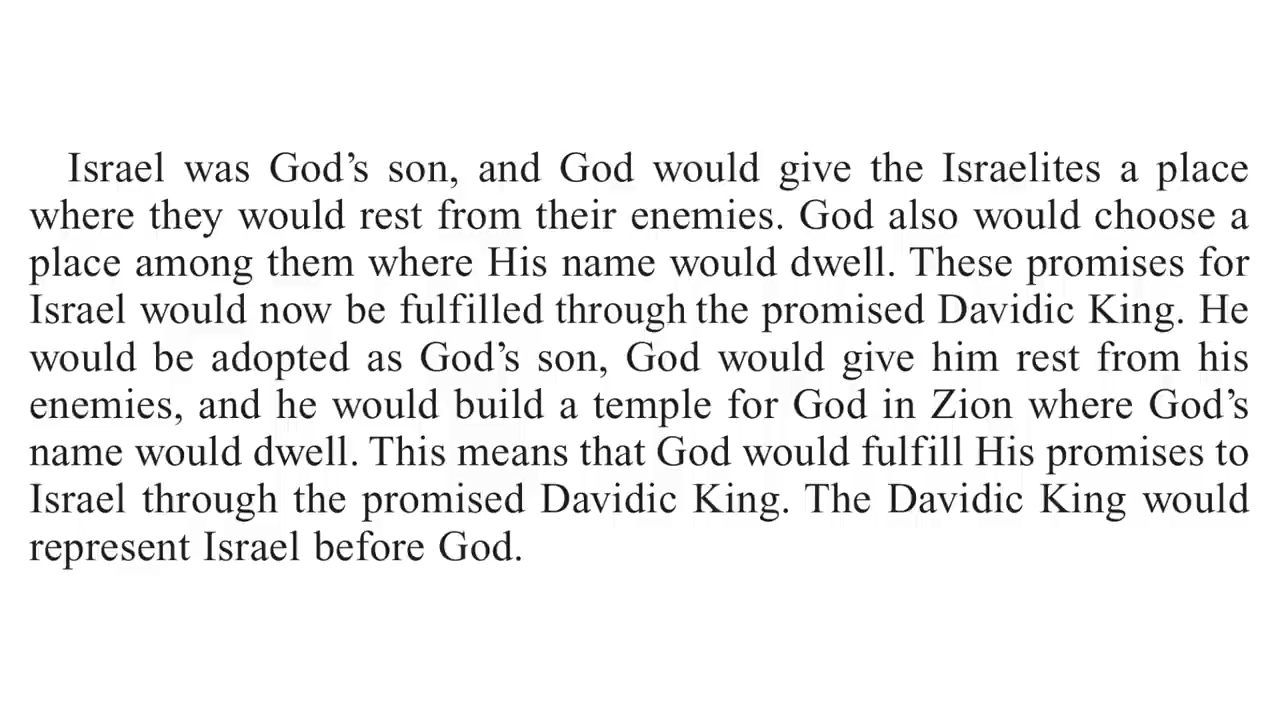 Israel was God’s son, and God would give the Israelites a place
where they would rest from their enemies. God also would choose a
place among them where His name would dwell. These promises for
Israel would now be fulfilled through the promised Davidic King. He
would be adopted as God’s son, God would give him rest from his
enemies, and he would build a temple for God in Zion where God’s
name would dwell. This means that God would fulfill His promises to
Israel through the promised Davidic King. The Davidic King would
represent Israel before God.